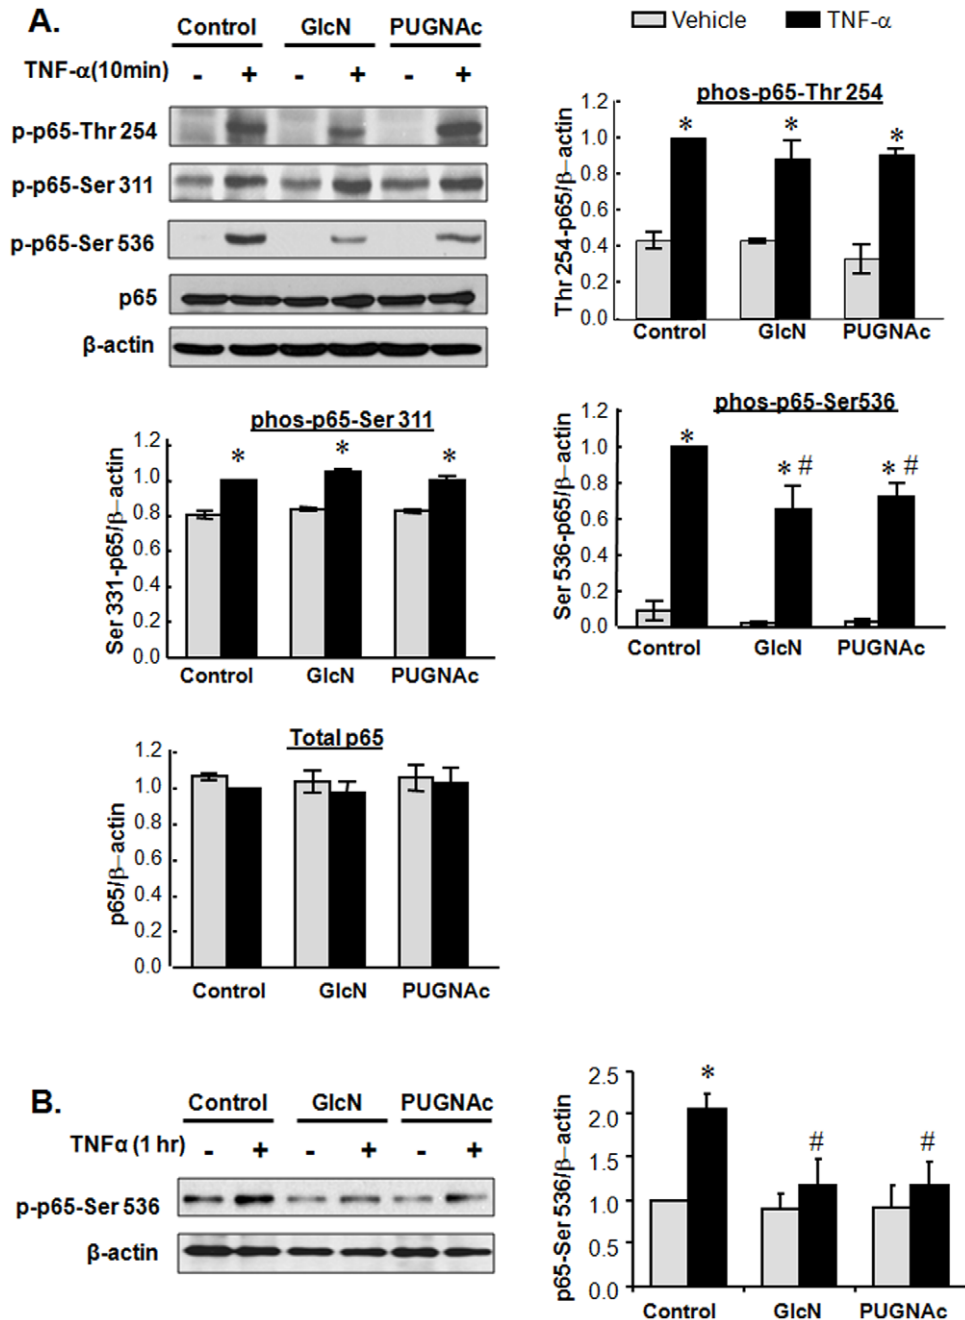 A.
Control GlcN PUGNAc
TNF-α(10min) - + - + - +
p-p65-Thr 254
p-p65-Ser 311
p-p65-Ser 536
p65
β-actin
Vehicle TNF-α
phos-p65-Thr 254
Thr 254-p65/β-actin
1.2
1.0
0.8
0.6
0.4
0.2
0.0
* * *
Control GlcN PUGNAc
phos-p65-Ser 311
Ser 331-p65/β-actin
1.2
1.0
0.8
0.6
0.4
0.2
0.0
* * *
Control GlcN PUGNAc
phos-p65-Ser536
Ser 536-p65/β-actin
1.2
1.0
0.8
0.6
0.4
0.2
0.0
* *# *#
Control GlcN PUGNAc
Total p65
p65/β-actin
1.2
1.0
0.8
0.6
0.4
0.2
0.0
Control GlcN PUGNAc
B.
Control GlcN PUGNAc
TNFα (1 hr) - + - + - +
p-p65-Ser 536
β-actin
p65-Ser 536/β-actin
2.5
2.0
1.5
1.0
0.5
0.0
* # #
Control GlcN PUGNAc